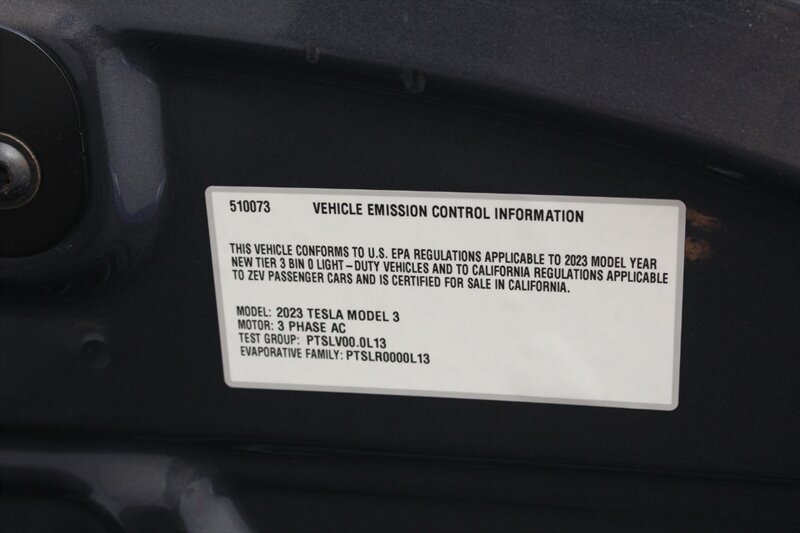 510073 VEHICLE EMISSION CONTROL INFORMATION
THIS VEHICLE CONFORMS TO U.S. EPA REGULATIONS APPLICABLE TO 2023 MODEL YEAR
NEW TIER 3 BIN 0 LIGHT-DUTY VEHICLES AND TO CALIFORNIA REGULATIONS APPLICABLE
TO ZEV PASSENGER CARS AND IS CERTIFIED FOR SALE IN CALIFORNIA.
MODEL: 2023 TESLA MODEL 3
MOTOR: 3 PHASE AC
TEST GROUP: PTSLV00.0L13
EVAPORATIVE FAMILY: PTSLR0000L13